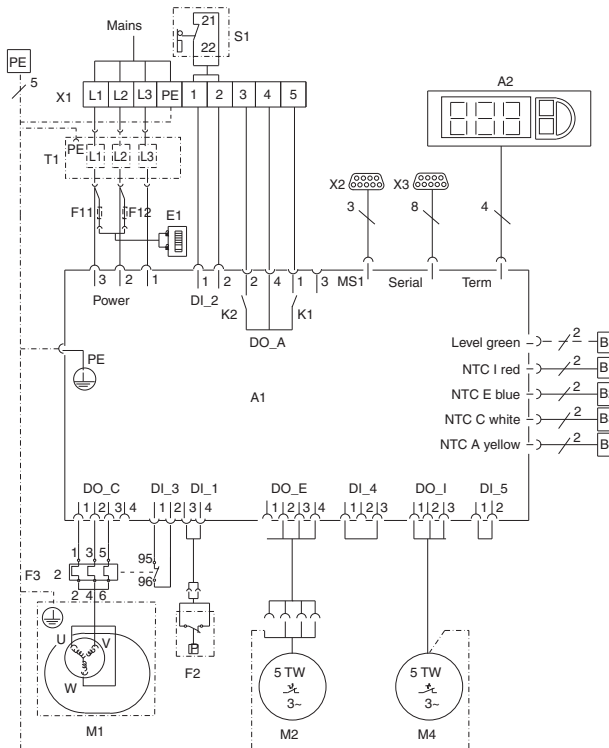 Mains
21
22
S1
PE
5
X1
L1
L2
L3
PE
1
2
3
4
5
A2
PE
T1
L1
L2
L3
F11
F12
E1
X2
X3
3
8
4
3
2
1
1
2
2
4
1
3
MS1
Serial
Term
Power
DI_2
K2
K1
DO_A
PE
A1
Level green
2
B
NTC I red
2
B
NTC E blue
2
B
NTC C white
2
B
NTC A yellow
2
B
DO_C
DI_3
DI_1
DO_E
DI_4
DO_I
DI_5
1
2
3
4
1
2
3
4
1
2
3
4
1
2
3
1
2
3
1
2
1
3
5
95
F3
2
96
2
4
6
U
V
W
M1
F2
5 TW
3~
M2
5 TW
3~
M4